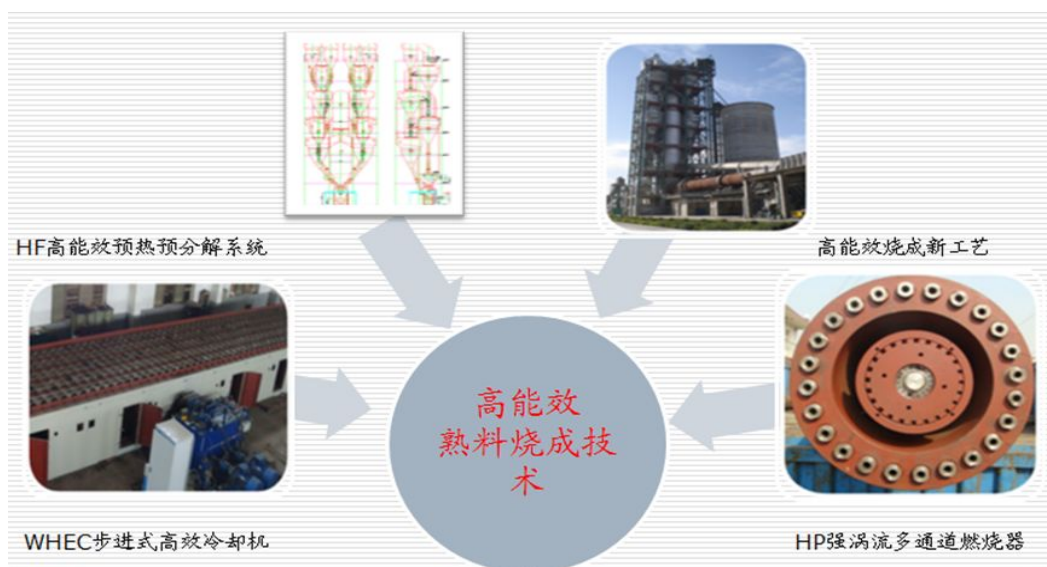 HF高能效预热预分解系统
高能效烧成新工艺
高能效
熟料烧成技
术
WHEC步进式高效冷却机
HP强涡流多通道燃烧器